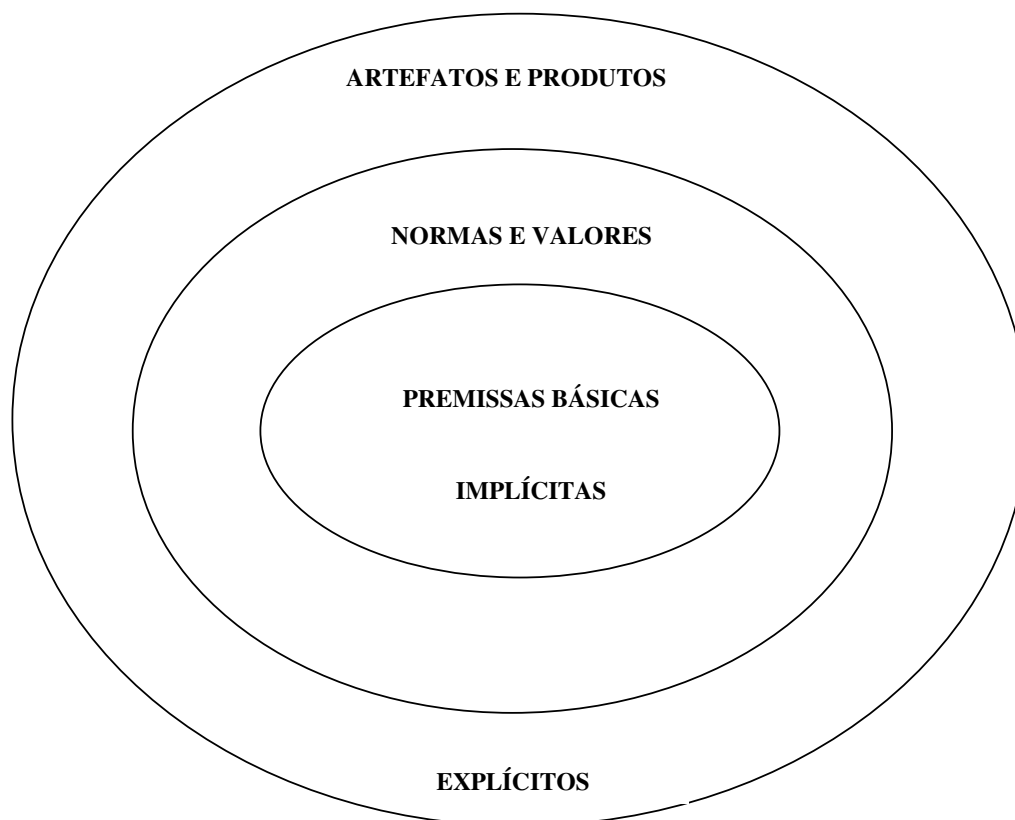 ARTEFATOS E PRODUTOS
NORMAS E VALORES
PREMISSAS BÁSICAS
IMPLÍCITAS
EXPLÍCITOS